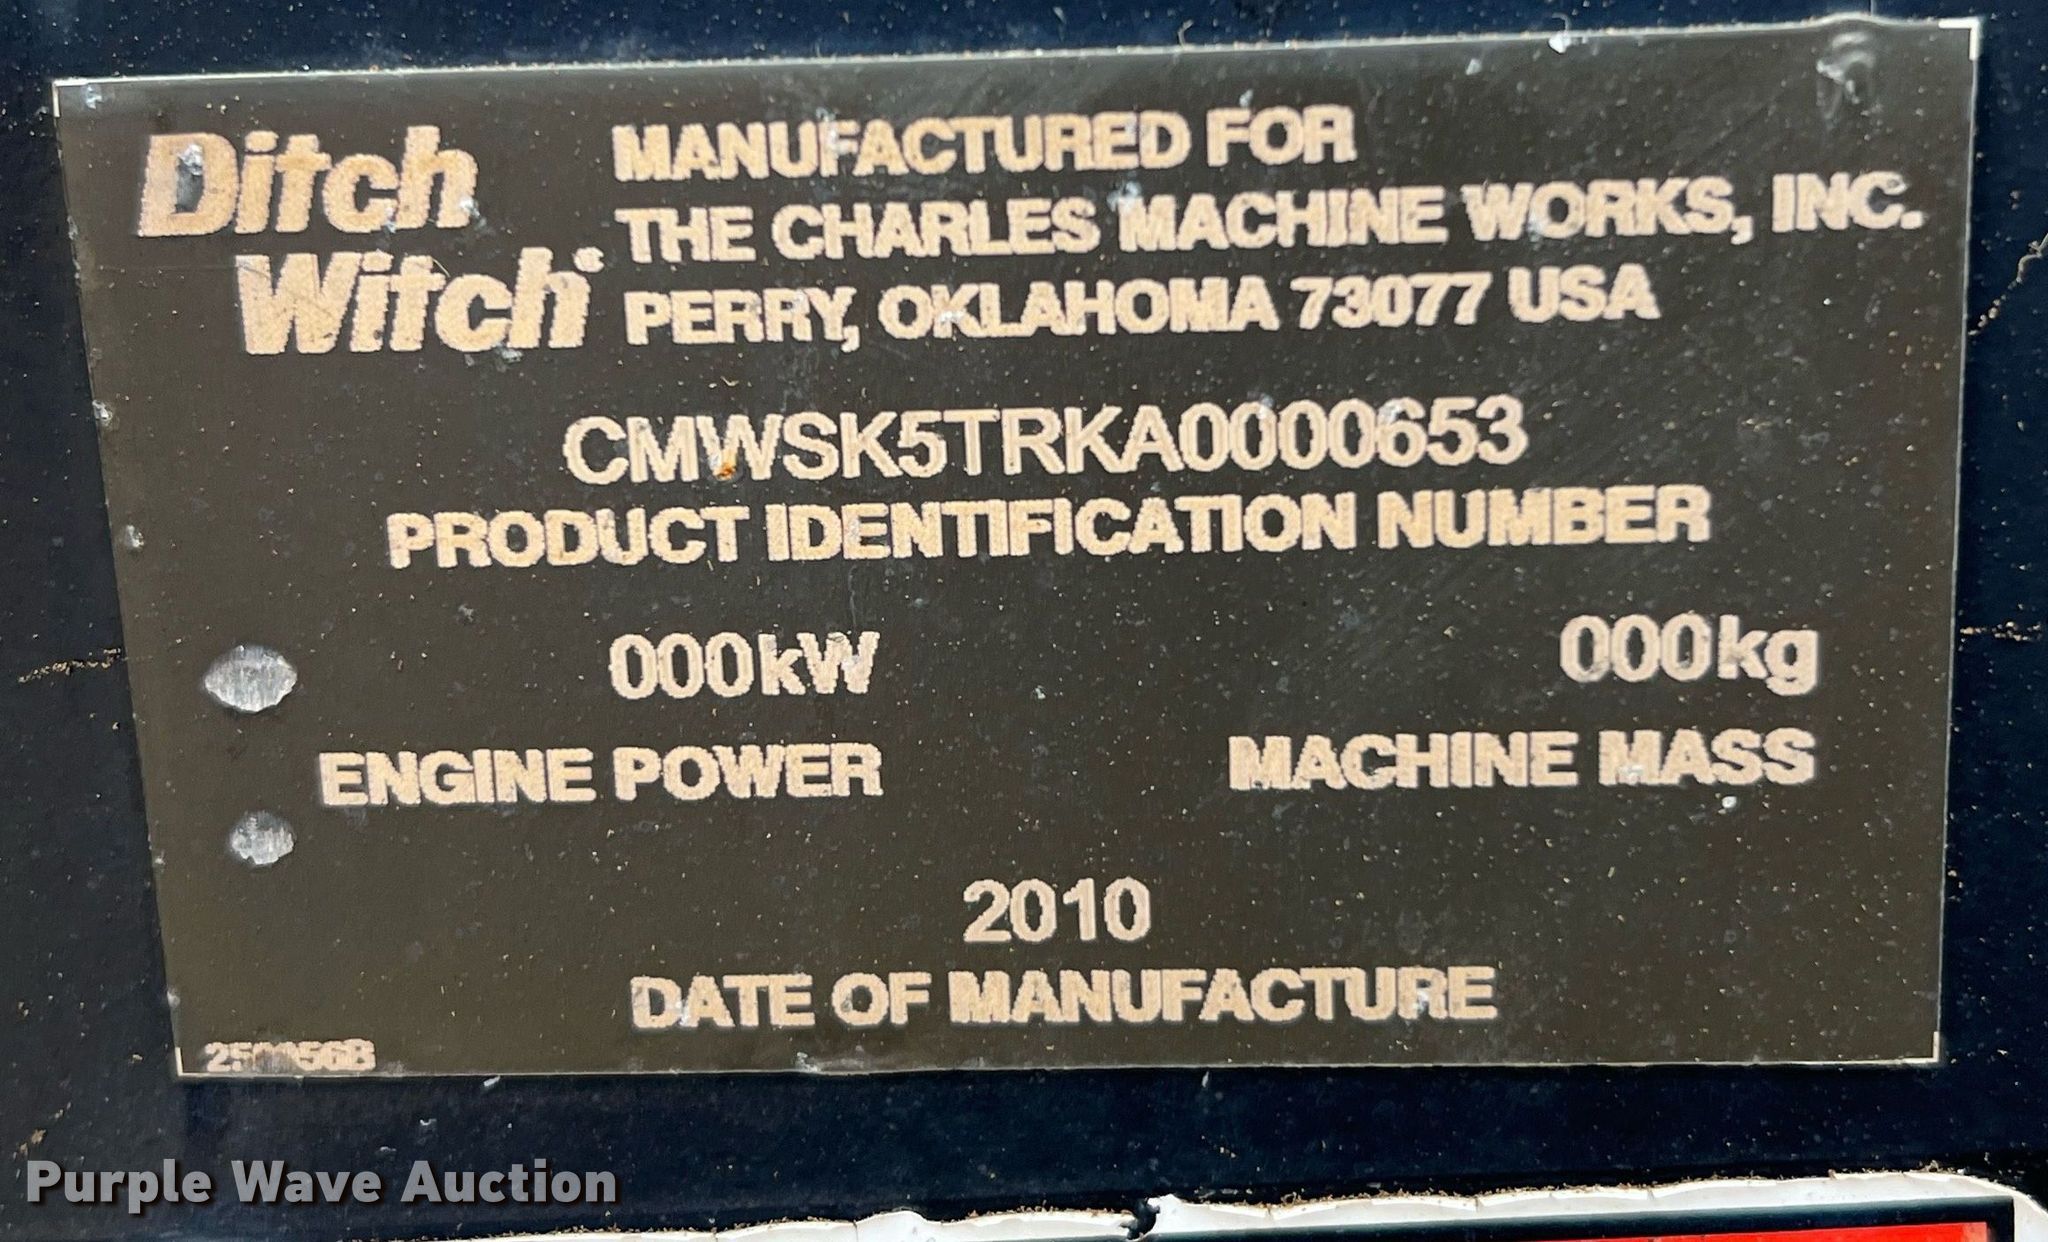 Ditch
Witch
MANUFACTURED FOR
THE CHARLES MACHINE WORKS, INC.
PERRY, OKLAHOMA 73077 USA
CMWSK5TRKA0000653
PRODUCT IDENTIFICATION NUMBER
000kW
000kg
ENGINE POWER
MACHINE MASS
2010
DATE OF MANUFACTURE
Purple Wave Auction